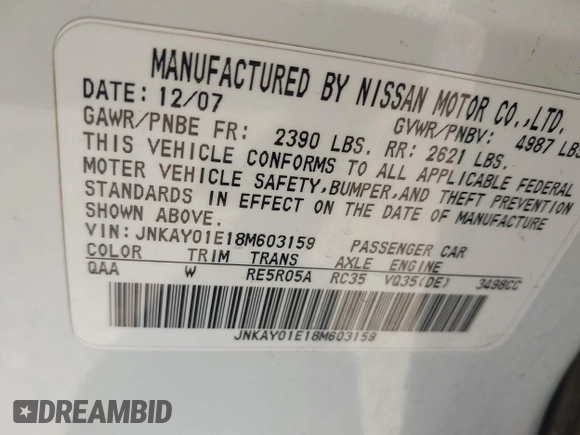 MANUFACTURED BY NISSAN MOTOR CO.,LTD.
DATE: 12/07 GVWR/PNBV: 4987 LBS
GAWR/PNBE FR: 2390 LBS. RR: 2621 LBS.
THIS VEHICLE CONFORMS TO ALL APPLICABLE FEDERAL
MOTER VEHICLE SAFETY,BUMPER,AND THEFT PREVENTION
STANDARDS IN EFFECT ON THE DATE OF MANUFACTURE
SHOWN ABOVE.
VIN:JNKAY01E18M603159 PASSENGER CAR
COLOR TRIM TRANS AXLE ENGINE
QAA W RE5R05A RC35 VQ35(DE) 3498CC
JNKAY01E18M603159
DREAMBID